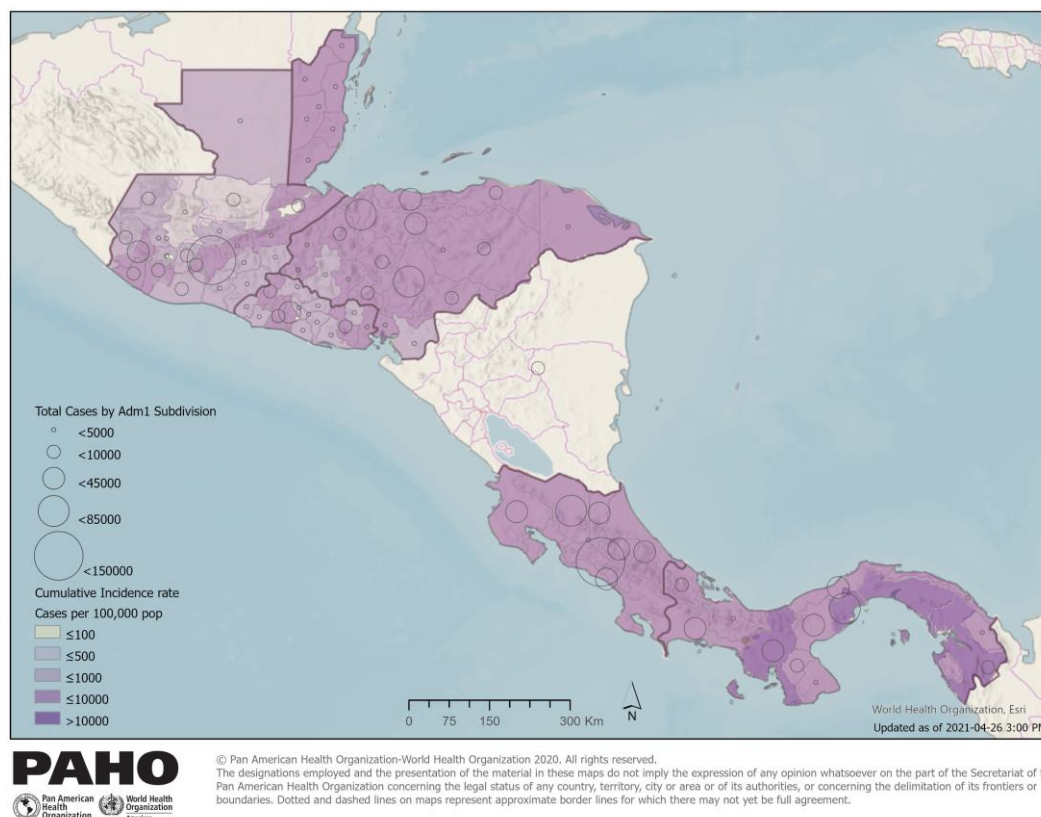 Total Cases by Adm1 Subdivision
<5000
<10000
<45000
<85000
<150000
Cumulative Incidence rate
Cases per 100,000 pop
≤100
≤500
≤1000
≤10000
>10000
0 75 150 300 Km
N
World Health Organization, Esri
Updated as of 2021-04-26 3:00 PM
PAHO
Pan American
Health
Organization
World Health
Organization
© Pan American Health Organization-World Health Organization 2020. All rights reserved.
The designations employed and the presentation of the material in these maps do not imply the expression of any opinion whatsoever on the part of the Secretariat of
Pan American Health Organization concerning the legal status of any country, territory, city or area or of its authorities, or concerning the delimitation of its frontiers or
boundaries. Dotted and dashed lines on maps represent approximate border lines for which there may not yet be full agreement.